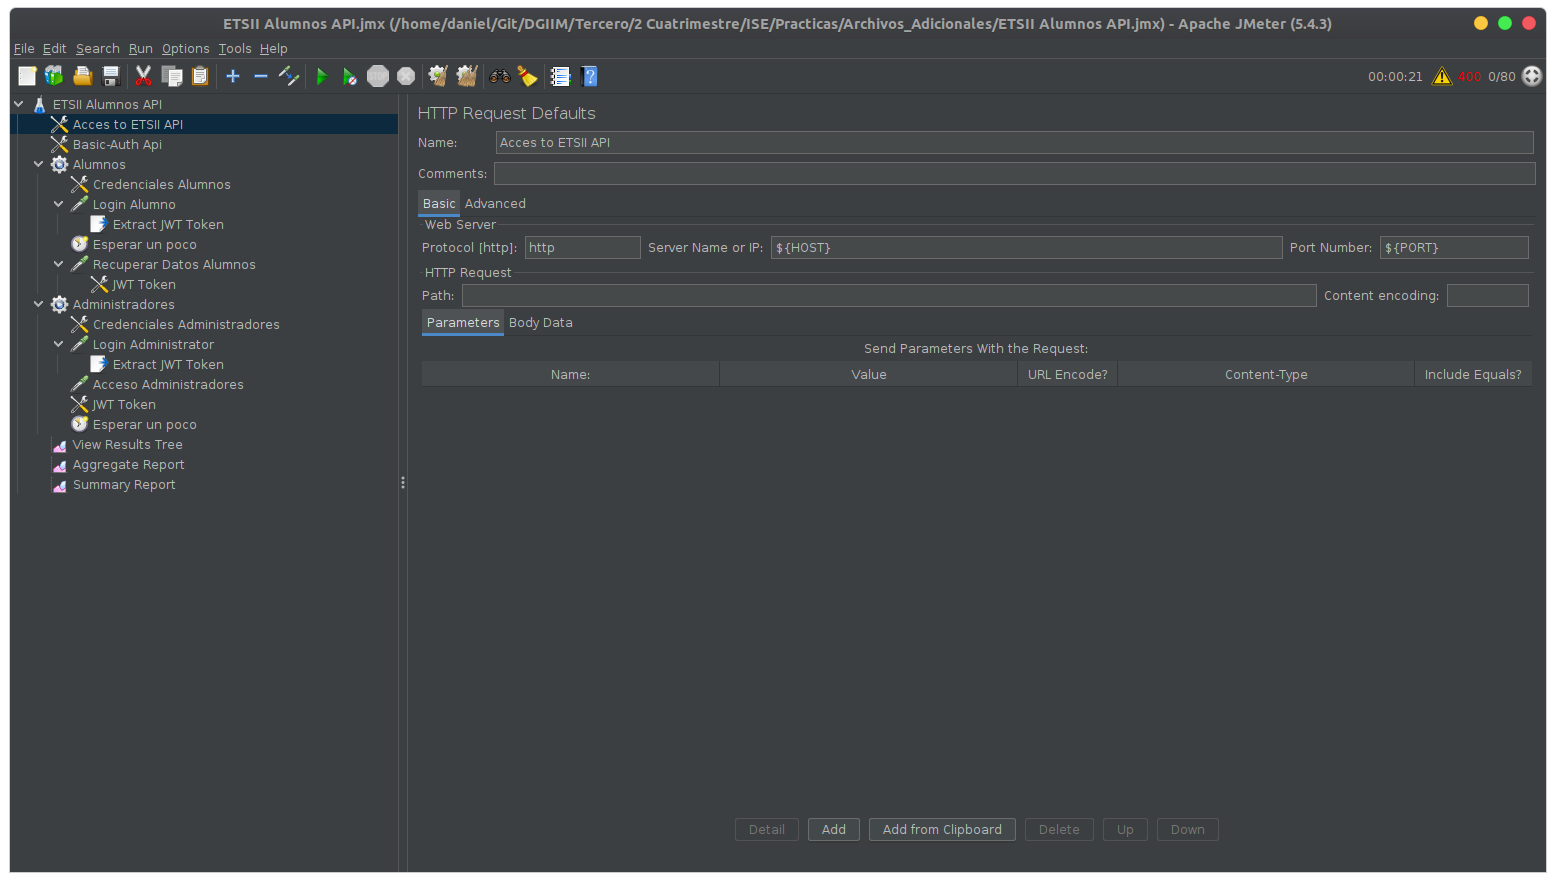 ETSII Alumnos API.jmx (/home/daniel/Git/DGIIM/Tercero/2 Cuatrimestre/ISE/Practicas/Archivos_Adicionales/ETSII Alumnos API.jmx) - Apache JMeter (5.4.3)
File Edit Search Run Options Tools Help
STOP
00:00:21 400 0/80
ETSII Alumnos API
Acces to ETSII API
Basic-Auth Api
Alumnos
Credenciales Alumnos
Login Alumno
Extract JWT Token
Esperar un poco
Recuperar Datos Alumnos
JWT Token
Administradores
Credenciales Administradores
Login Administrator
Extract JWT Token
Acceso Administradores
JWT Token
Esperar un poco
View Results Tree
Aggregate Report
Summary Report
HTTP Request Defaults
Name: Acces to ETSII API
Comments:
Basic Advanced
Web Server
Protocol [http]: http Server Name or IP: ${HOST} Port Number: ${PORT}
HTTP Request
Path: Content encoding:
Parameters Body Data
Send Parameters With the Request:
Name: Value URL Encode? Content-Type Include Equals?
Detail Add Add from Clipboard Delete Up Down